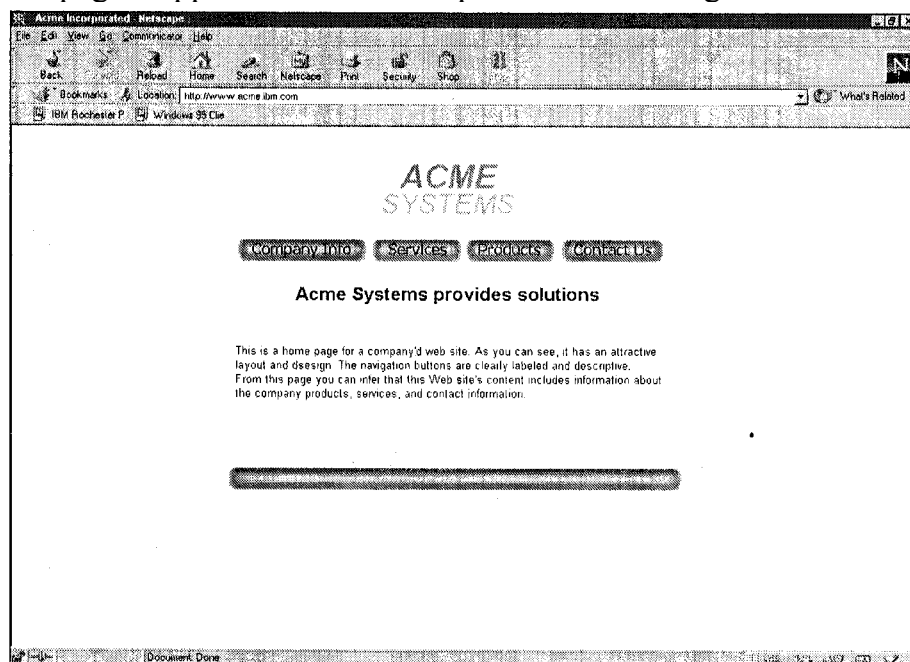 Acme Incorporated - Netscape
File Edit View Go Communicator Help
Back Reload Home Search Netscape Print Security Shop
Bookmarks Location: http://www.acme.ibm.com What's Related
IBM Rochester P Windows 95 Clie
ACME
SYSTEMS
Company Info Services Products Contact Us
Acme Systems provides solutions
This is a home page for a company'd web site. As you can see, it has an attractive
layout and dsesign. The navigation buttons are clearly labeled and descriptive.
From this page you can infer that this Web site's content includes information about
the company products, services, and contact information.
Document: Done